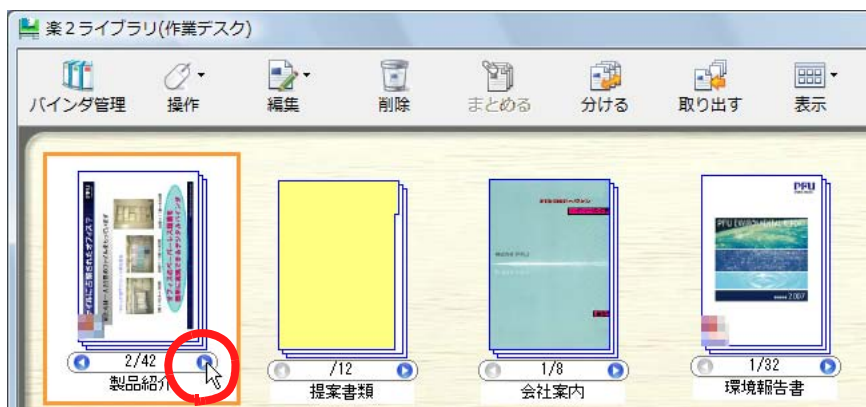 楽2ライブラリ(作業デスク)
バインダ管理 操作 編集 削除 まとめる 分ける 取り出す 表示
PFU
2007
2/42 /12 1/8 1/32
製品紹介 提案書類 会社案内 環境報告書